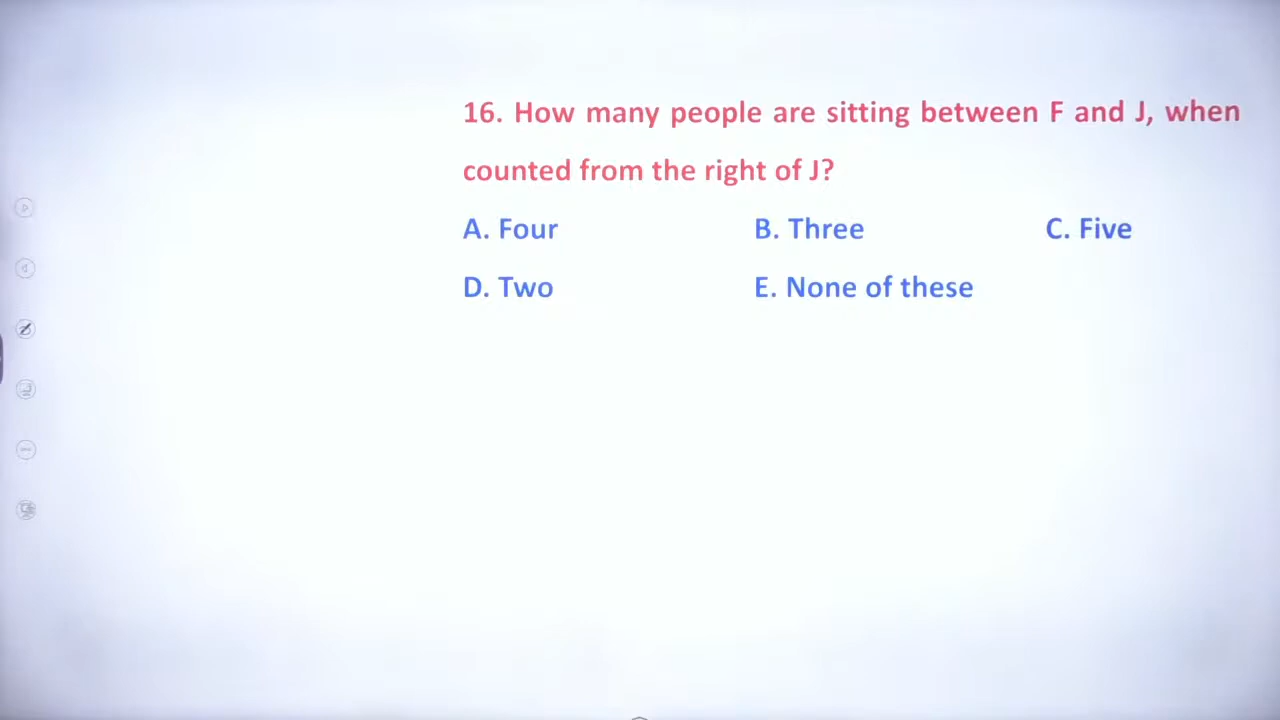 16. How many people are sitting between F and J, when
counted from the right of J?
A. Four B. Three C. Five
D. Two E. None of these